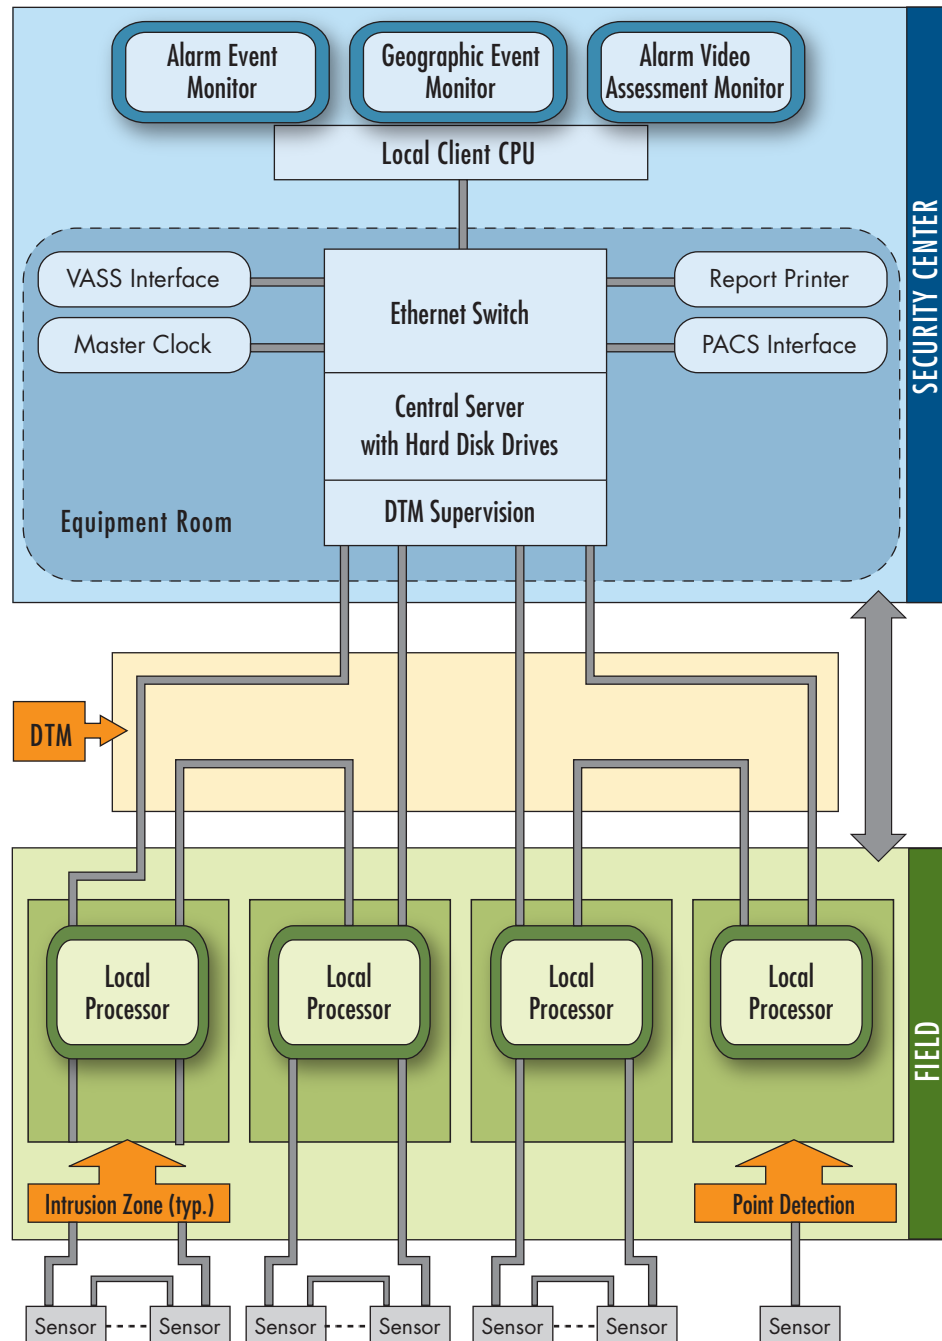 Alarm Event
Monitor
Geographic Event
Monitor
Alarm Video
Assessment Monitor
Local Client CPU
SECURITY CENTER
VASS Interface
Report Printer
Ethernet Switch
Master Clock
PACS Interface
Central Server
with Hard Disk Drives
DTM Supervision
Equipment Room
DTM
Local
Processor
Local
Processor
Local
Processor
Local
Processor
FIELD
Intrusion Zone (typ.)
Point Detection
Sensor
Sensor
Sensor
Sensor
Sensor
Sensor
Sensor